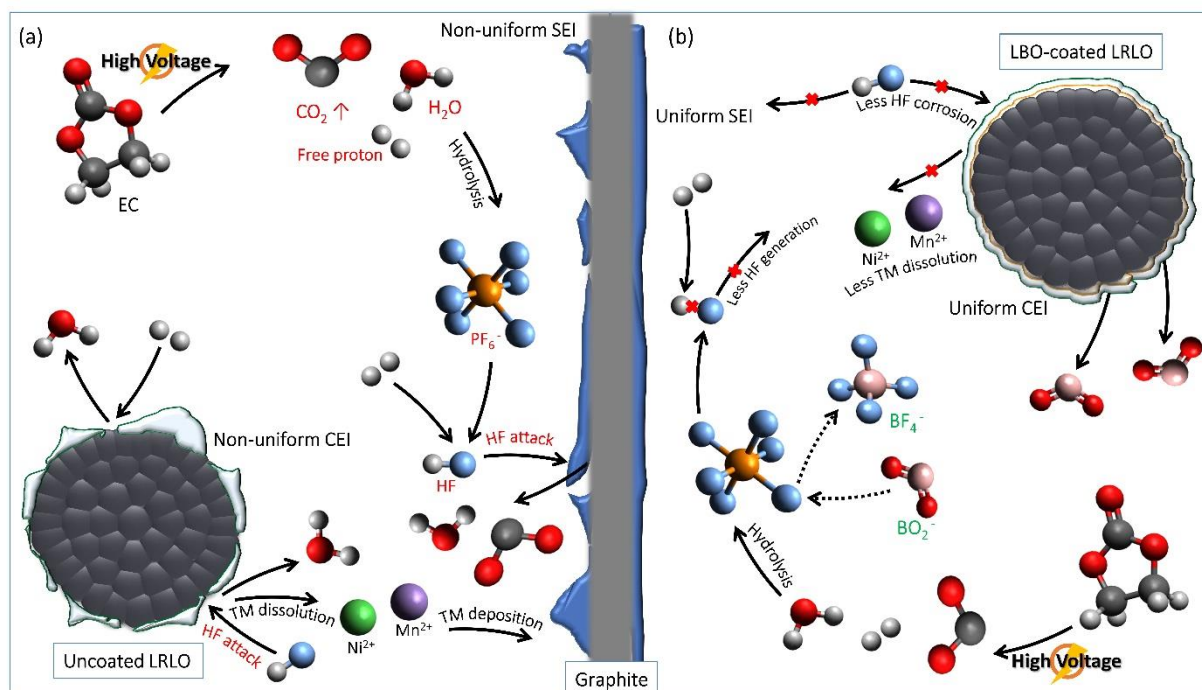 (a)
Non-uniform SEI
High Voltage
CO₂ ↑
H₂O
Free proton
EC
Hydrolysis
PF₆⁻
Non-uniform CEI
HF attack
HF
TM dissolution
Ni²⁺
Mn²⁺
TM deposition
HF attack
Uncoated LRLO
Graphite
(b)
LBO-coated LRLO
Uniform SEI
Less HF corrosion
Ni²⁺
Mn²⁺
Less TM dissolution
Less HF generation
Uniform CEI
BF₄⁻
BO₂⁻
Hydrolysis
High Voltage